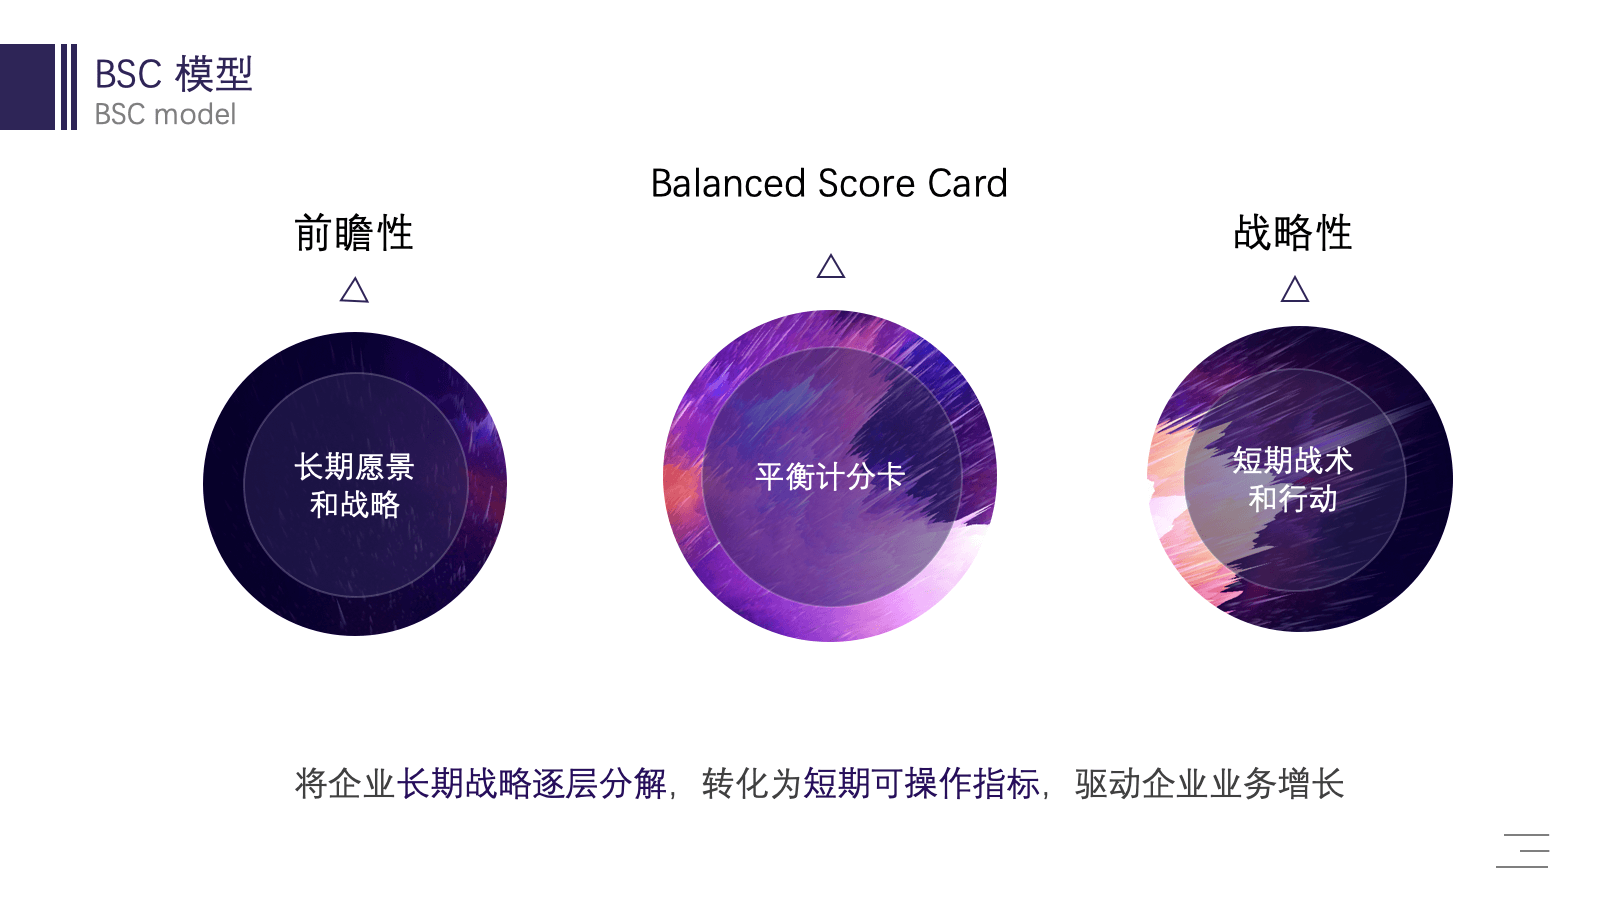 BSC 模型
BSC model
Balanced Score Card
前瞻性
战略性
长期愿景
和战略
平衡计分卡
短期战术
和行动
将企业长期战略逐层分解，转化为短期可操作指标，驱动企业业务增长